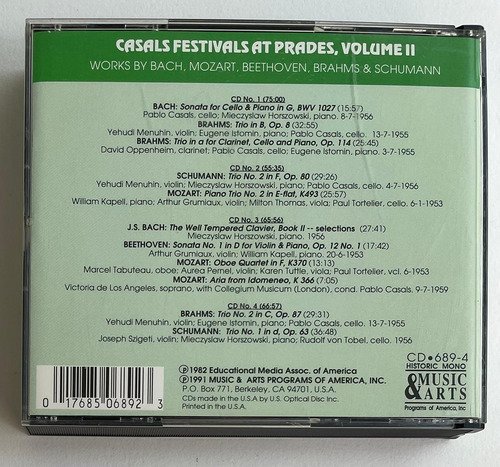 CASALS FESTIVALS AT PRADES, VOLUME II
WORKS BY BACH, MOZART, BEETHOVEN, BRAHMS & SCHUMANN
CD No. 1 (75:00)
BACH: Sonata for Cello & Piano in G, BWV 1027 (15:57)
Pablo Casals, cello; Mieczyslaw Horszowski, piano. 8-7-1956
BRAHMS: Trio in B, Op. 8 (32:55)
Yehudi Menuhin, violin; Eugene Istomin, piano; Pablo Casals, cello. 13-7-1955
BRAHMS: Trio in a for Clarinet, Cello and Piano, Op. 114 (25:45)
David Oppenheim, clarinet; Pablo Casals, cello; Eugene Istomin, piano. 3-7-1955
CD No. 2 (55:35)
SCHUMANN: Trio No. 2 in F, Op. 80 (29:26)
Yehudi Menuhin, violin; Mieczyslaw Horszowski, piano; Pablo Casals, cello. 4-7-1956
MOZART: Piano Trio No. 2 in E-flat, K493 (25:57)
William Kapell, piano; Arthur Grumiaux, violin; Milton Thomas, viola; Paul Tortelier, cello. 6-1-1953
CD No. 3 (65:56)
J.S. BACH: The Well Tempered Clavier, Book II -- selections (27:41)
Mieczyslaw Horszowski, piano. 1956
BEETHOVEN: Sonata No. 1 in D for Violin & Piano, Op. 12 No. 1 (17:42)
Arthur Grumiaux, violin; William Kapell, piano. 20-6-1953
MOZART: Oboe Quartet in F, K370 (13:13)
Marcel Tabuteau, oboe; Aurea Pernel, violin; Karen Tuttle, viola; Paul Tortelier, vcl. 6-1953
MOZART: Aria from Idomeneo, K 366 (7:05)
Victoria de Los Angeles, soprano, with Collegium Musicum (London), cond. Pablo Casals. 9-7-1959
CD No. 4 (66:57)
BRAHMS: Trio No. 2 in C, Op. 87 (29:31)
Yehudi Menuhin, violin; Eugene Istomin, piano; Pablo Casals, cello. 13-7-1955
SCHUMANN: Trio No. 1 in d, Op. 63 (36:48)
Joseph Szigeti, violin; Mieczyslaw Horszowski, piano; Rudolf von Tobel, cello. 1956
℗1982 Educational Media Assoc. of America
℗1991 MUSIC & ARTS PROGRAMS OF AMERICA, INC.
P.O. Box 771, Berkeley, CA 94701, U.S.A.
CDs made in the U.S.A by U.S. Optical Disc Inc.
Printed in the U.S.A.
0 17685 06892 3
CD•689-4
HISTORIC MONO
MUSIC
&ARTS
Programs of America, Inc.